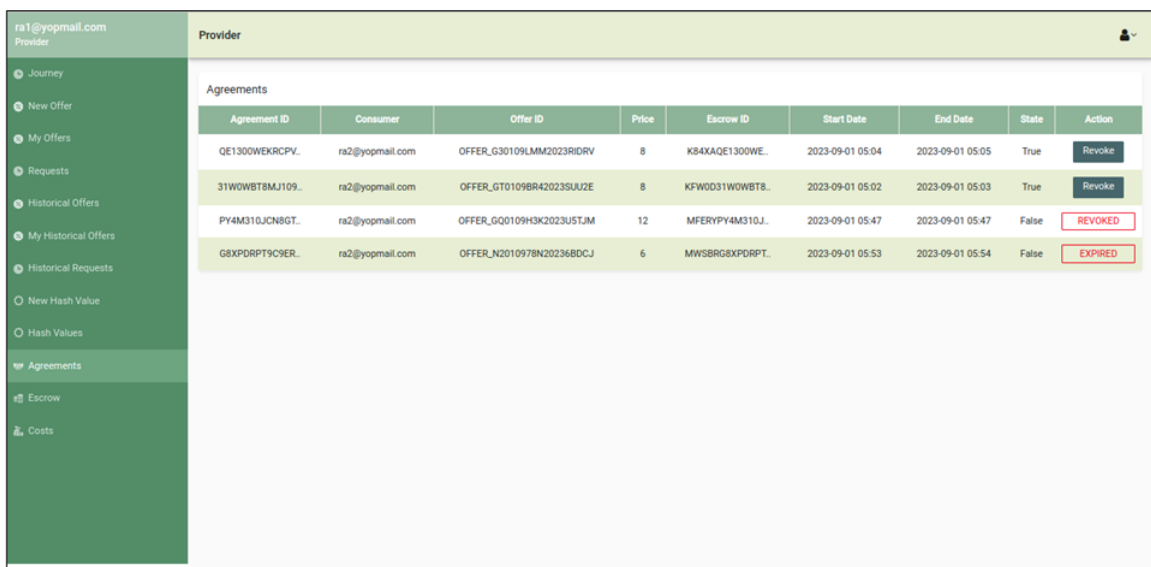 ra1@yopmail.com
Provider
Provider
Journey
New Offer
My Offers
Requests
Historical Offers
My Historical Offers
Historical Requests
New Hash Value
Hash Values
Agreements
Escrow
Costs
Agreements
Agreement ID Consumer Offer ID Price Escrow ID Start Date End Date State Action
QE1300WEKRCPV.. ra2@yopmail.com OFFER_G30109LMM2023RIDRV 8 K84XAQE1300WE.. 2023-09-01 05:04 2023-09-01 05:05 True Revoke
31W0WBT8MJ109.. ra2@yopmail.com OFFER_GT0109BR42023SUU2E 8 KFW0D31W0WBT8.. 2023-09-01 05:02 2023-09-01 05:03 True Revoke
PY4M310JCN8GT.. ra2@yopmail.com OFFER_GQ0109H3K2023U5TJM 12 MFERYPY4M310J.. 2023-09-01 05:47 2023-09-01 05:47 False REVOKED
G8XPDRPT9C9ER.. ra2@yopmail.com OFFER_N2010978N20236BDCJ 6 MWSBRG8XPDRPT.. 2023-09-01 05:53 2023-09-01 05:54 False EXPIRED